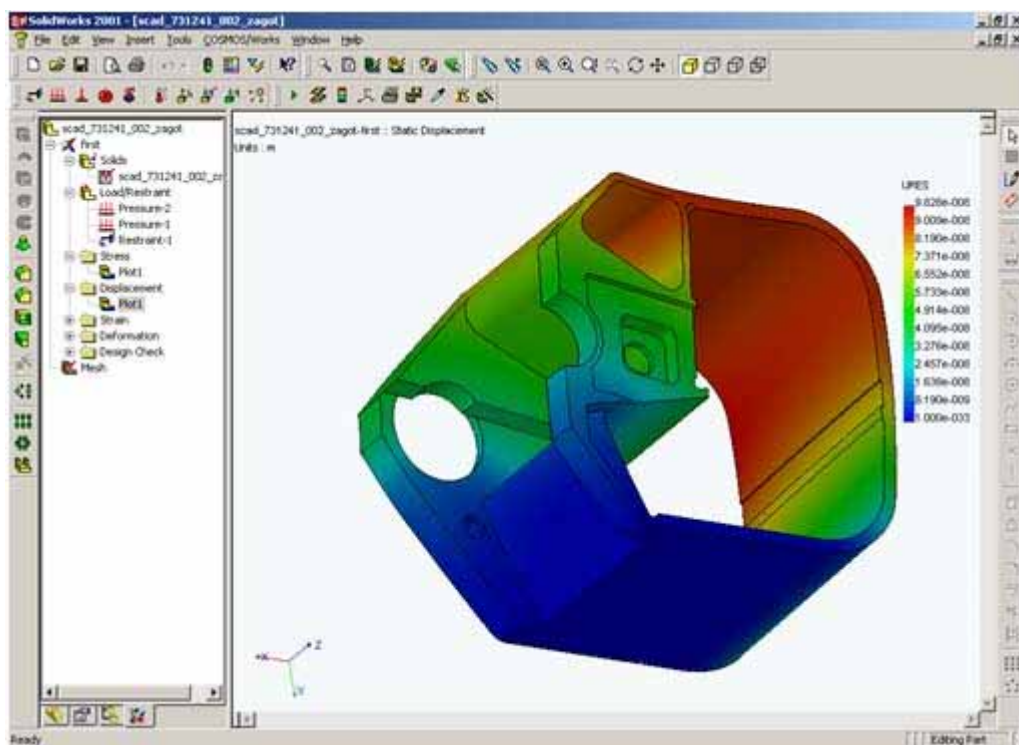 SolidWorks 2001 - [scad_731241_002_zagot]
File Edit View Insert Tools COSMOS/Works Window Help
scad_731241_002_zagot
first
Solids
scad_731241_002_za
Load/Restraint
Pressure-2
Pressure-1
Restraint-1
Stress
Plot1
Displacement
Plot1
Strain
Deformation
Design Check
Mesh
scad_731241_002_zagot-first : Static Displacement
Units : m
URES
9.828e-008
9.009e-008
8.190e-008
7.371e-008
6.552e-008
5.733e-008
4.914e-008
4.095e-008
3.276e-008
2.457e-008
1.638e-008
8.190e-009
1.000e-033
X
Z
Y
Ready
Editing Part